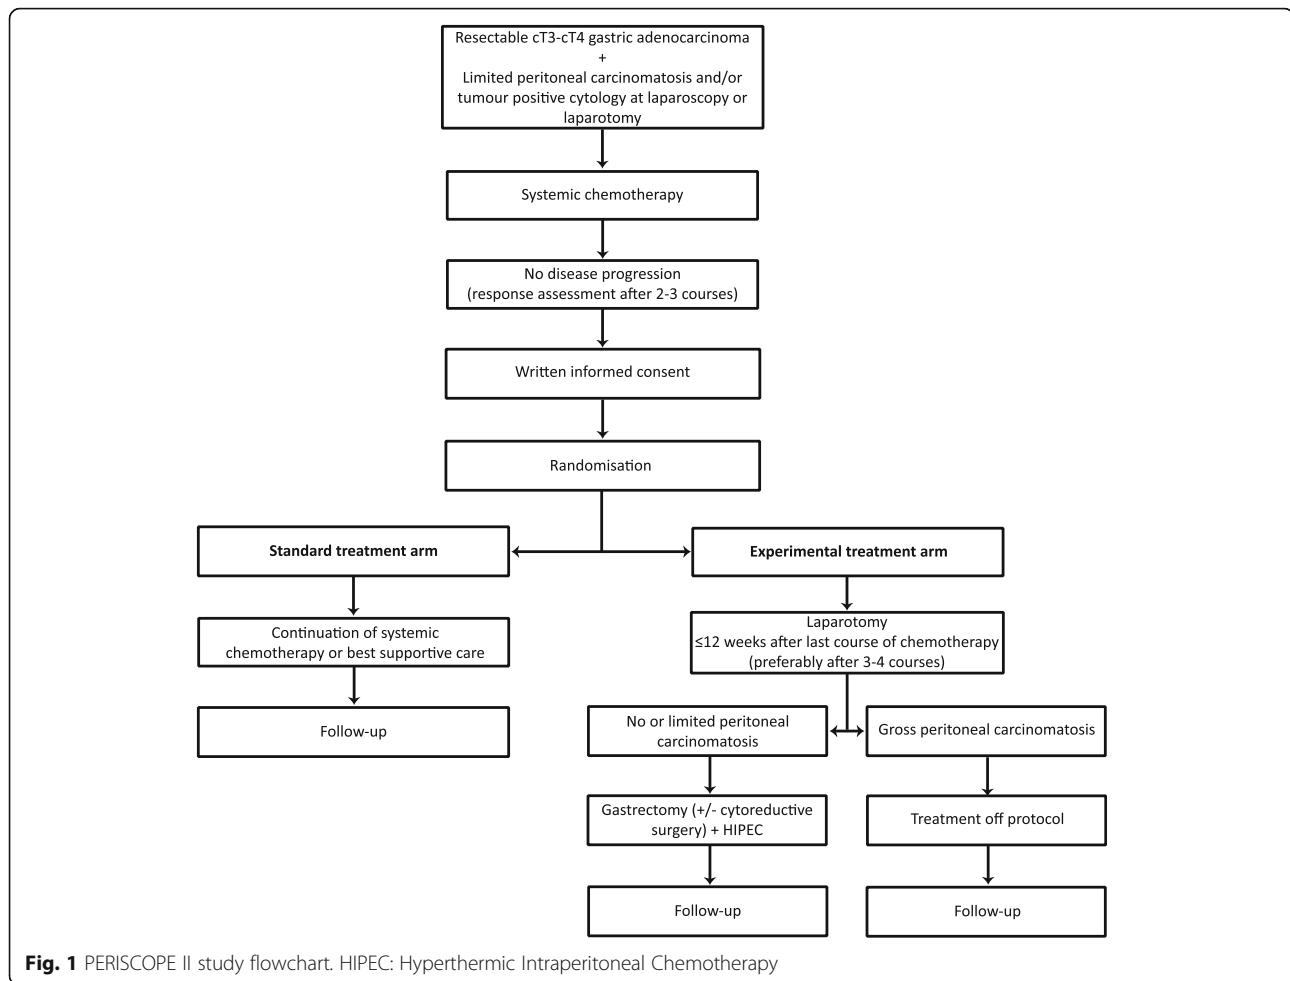 Resectable cT3-cT4 gastric adenocarcinoma
+
Limited peritoneal carcinomatosis and/or
tumour positive cytology at laparoscopy or
laparotomy
Systemic chemotherapy
No disease progression
(response assessment after 2-3 courses)
Written informed consent
Randomisation
Standard treatment arm
Experimental treatment arm
Continuation of systemic
chemotherapy or best supportive care
Laparotomy
≤12 weeks after last course of chemotherapy
(preferably after 3-4 courses)
Follow-up
No or limited peritoneal
carcinomatosis
Gross peritoneal carcinomatosis
Gastrectomy (+/- cytoreductive
surgery) + HIPEC
Treatment off protocol
Follow-up
Follow-up
Fig. 1 PERISCOPE II study flowchart. HIPEC: Hyperthermic Intraperitoneal Chemotherapy